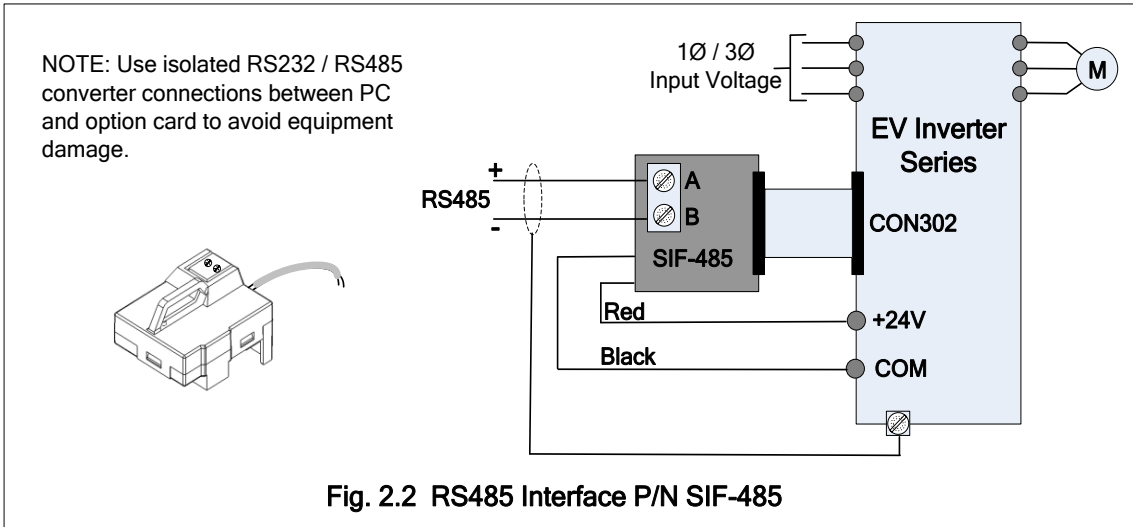 NOTE: Use isolated RS232 / RS485
converter connections between PC
and option card to avoid equipment
damage.
1Ø / 3Ø
Input Voltage
M
EV Inverter
Series
+
RS485
-
A
B
SIF-485
CON302
Red
+24V
Black
COM
Fig. 2.2 RS485 Interface P/N SIF-485